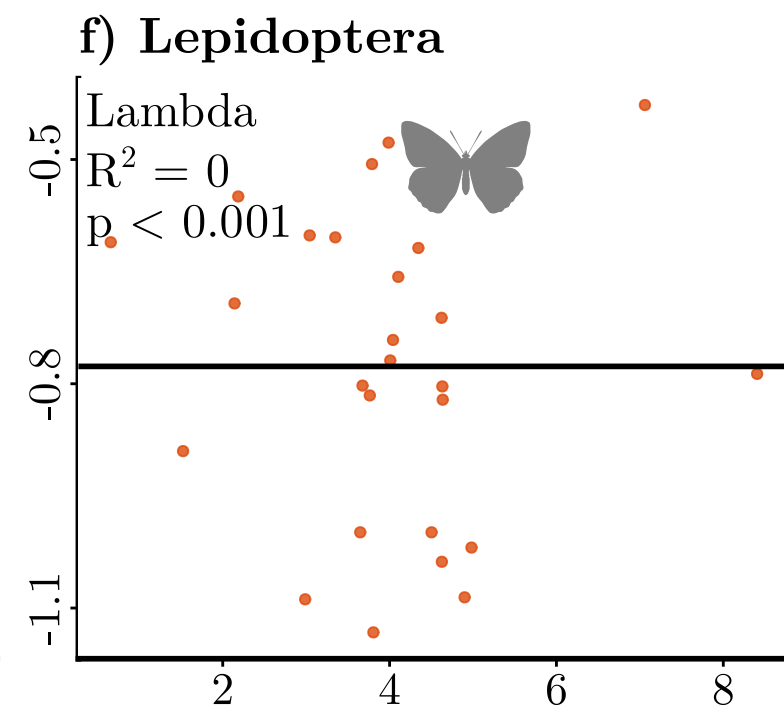 f) Lepidoptera
Lambda
R² = 0
p < 0.001
-0.5
-0.8
-1.1
2 4 6 8